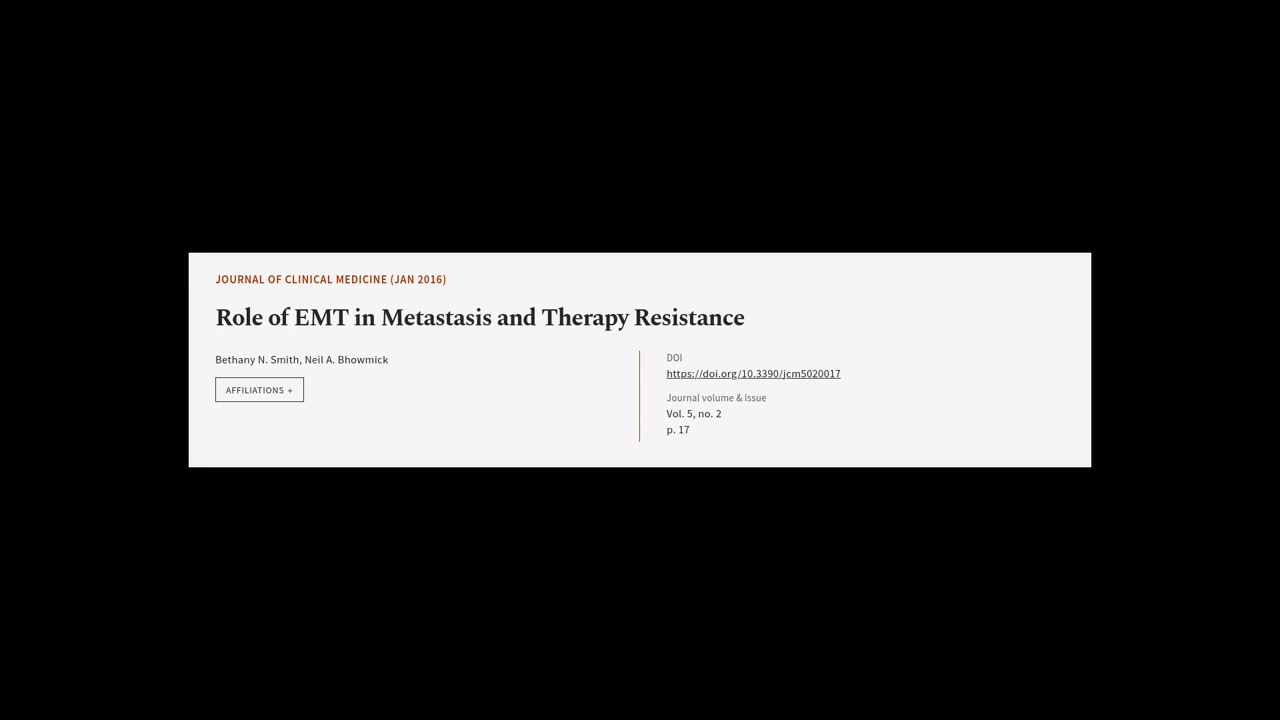 JOURNAL OF CLINICAL MEDICINE (JAN 2016)
Role of EMT in Metastasis and Therapy Resistance
Bethany N. Smith, Neil A. Bhowmick
AFFILIATIONS +
DOI
https://doi.org/10.3390/jcm5020017
Journal volume & issue
Vol. 5, no. 2
p. 17